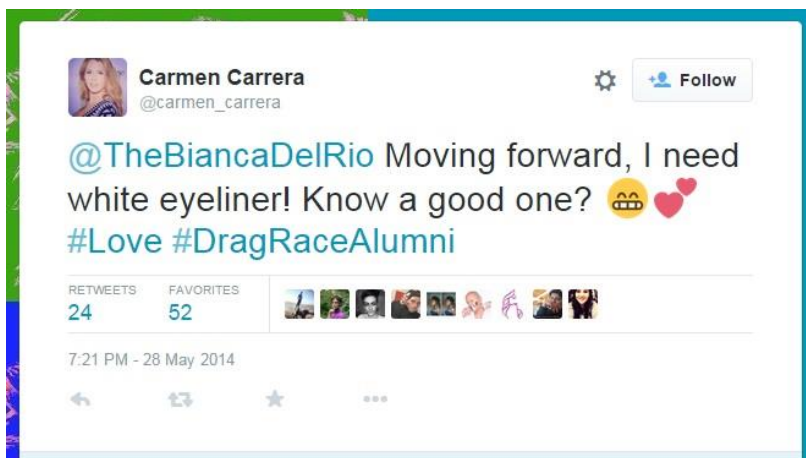 Carmen Carrera
@carmen_carrera
Follow
@TheBiancaDelRio Moving forward, I need
white eyeliner! Know a good one? 😁💕
#Love #DragRaceAlumni
RETWEETS FAVORITES
24 52
7:21 PM - 28 May 2014